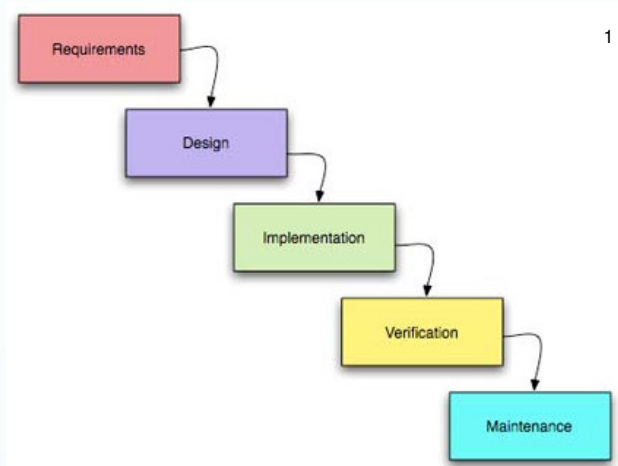 1
Requirements
Design
Implementation
Verification
Maintenance